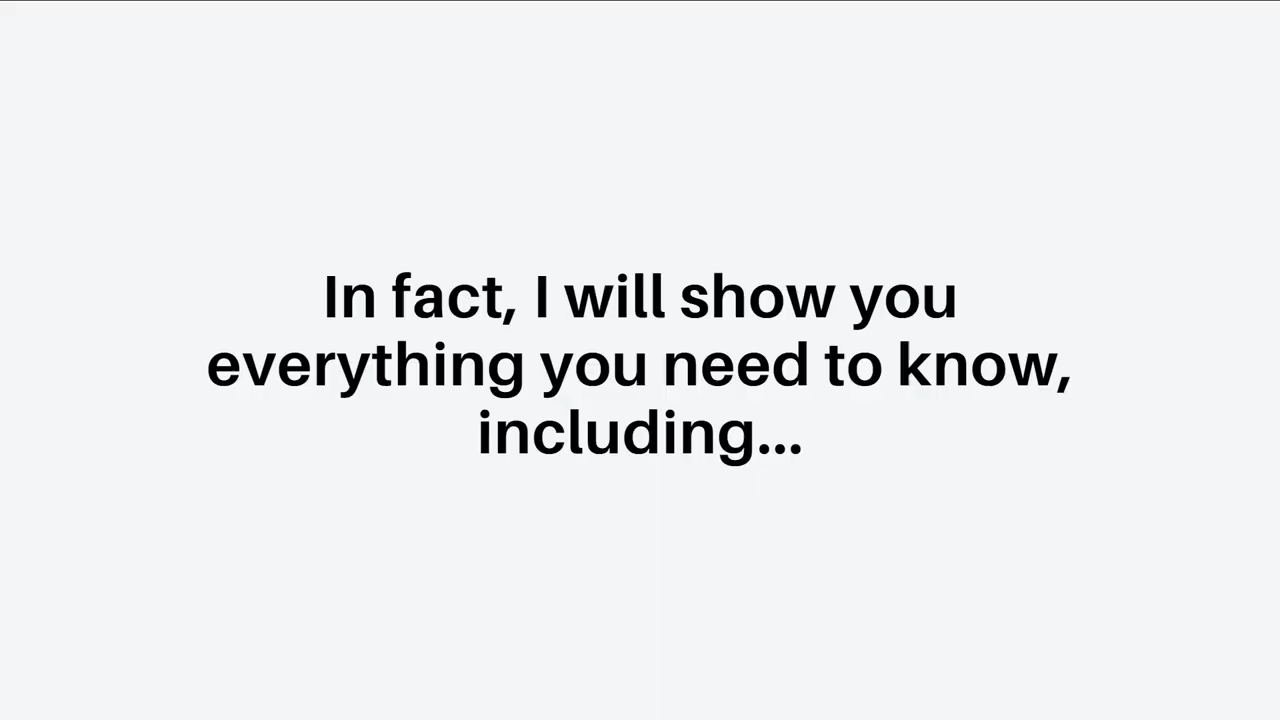 In fact, I will show you
everything you need to know,
including...